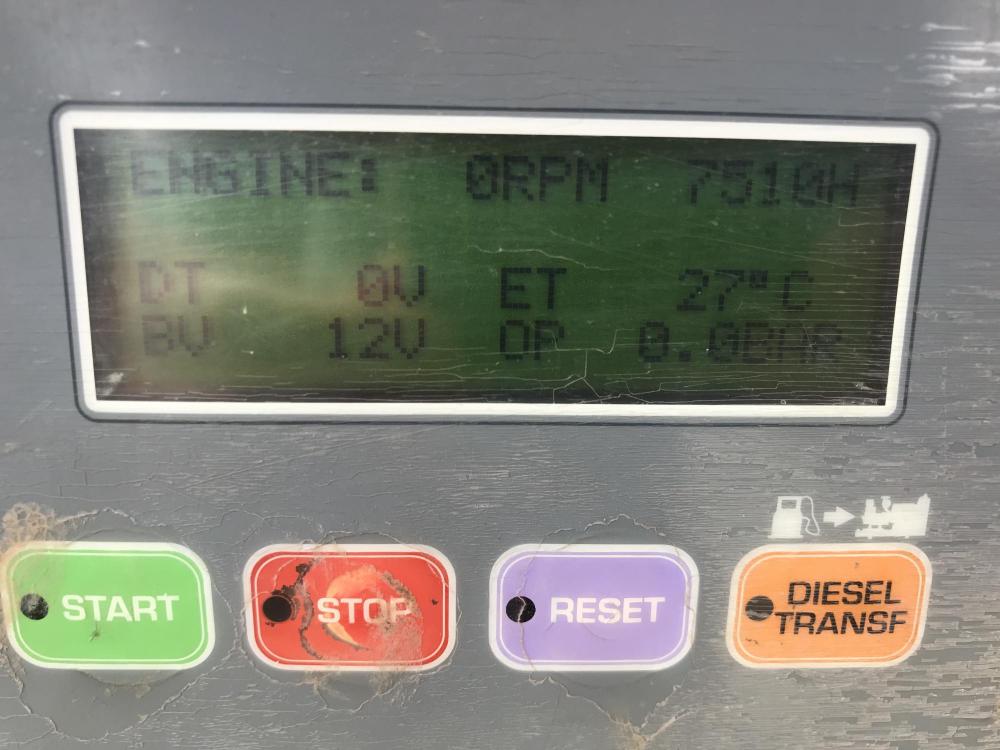 ENGINE: 0RPM 7510H
DT 0V ET 27°C
BV 12V OP 0.0BAR
START STOP RESET DIESEL TRANSF